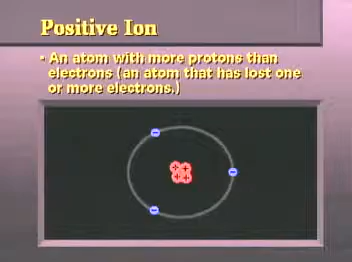 Positive Ion
- An atom with more protons than
electrons (an atom that has lost one
or more electrons.)